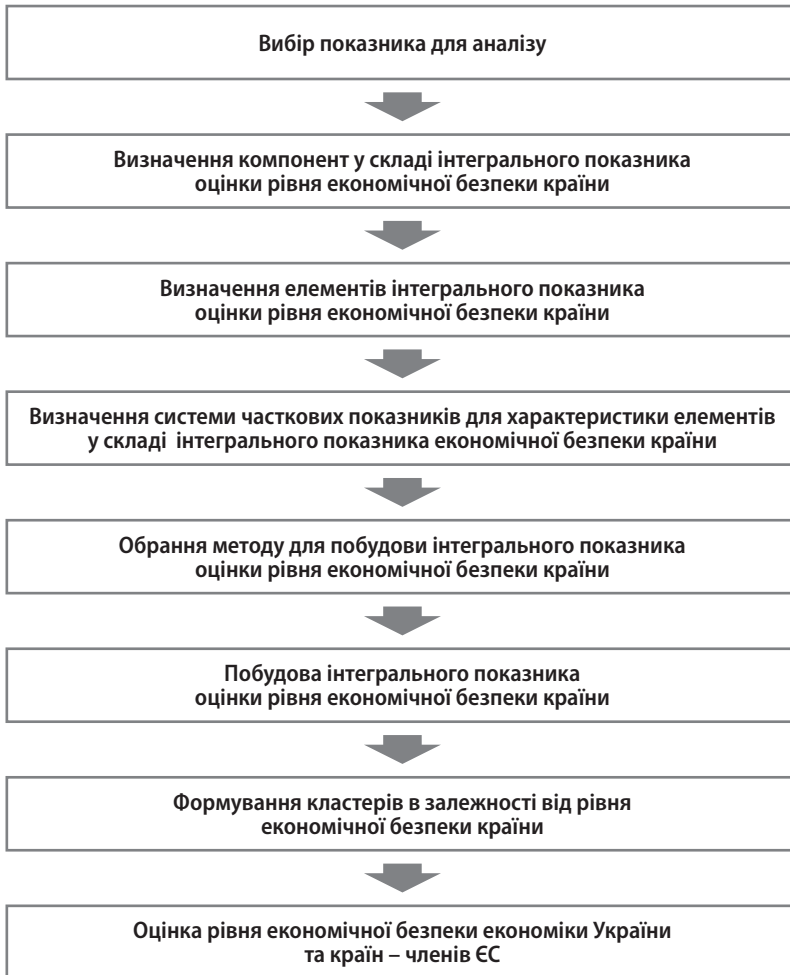 Вибір показника для аналізу
Визначення компонент у складі інтегрального показника
оцінки рівня економічної безпеки країни
Визначення елементів інтегрального показника
оцінки рівня економічної безпеки країни
Визначення системи часткових показників для характеристики елементів
у складі інтегрального показника економічної безпеки країни
Обрання методу для побудови інтегрального показника
оцінки рівня економічної безпеки країни
Побудова інтегрального показника
оцінки рівня економічної безпеки країни
Формування кластерів в залежності від рівня
економічної безпеки країни
Оцінка рівня економічної безпеки економіки України
та країн – членів ЄС